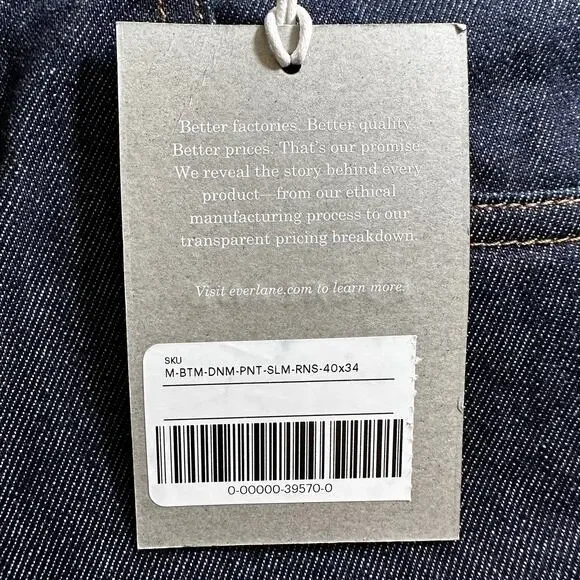 Better factories. Better quality.
Better prices. That's our promise.
We reveal the story behind every
product—from our ethical
manufacturing process to our
transparent pricing breakdown.
Visit everlane.com to learn more.
SKU
M-BTM-DNM-PNT-SLM-RNS-40x34
0-00000-39570-0